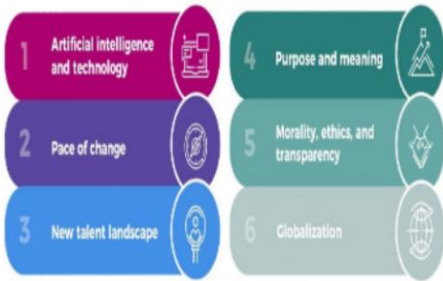 1
Artificial intelligence
and technology
2
Pace of change
3
New talent landscape
4
Purpose and meaning
5
Morality, ethics, and
transparency
6
Globalization